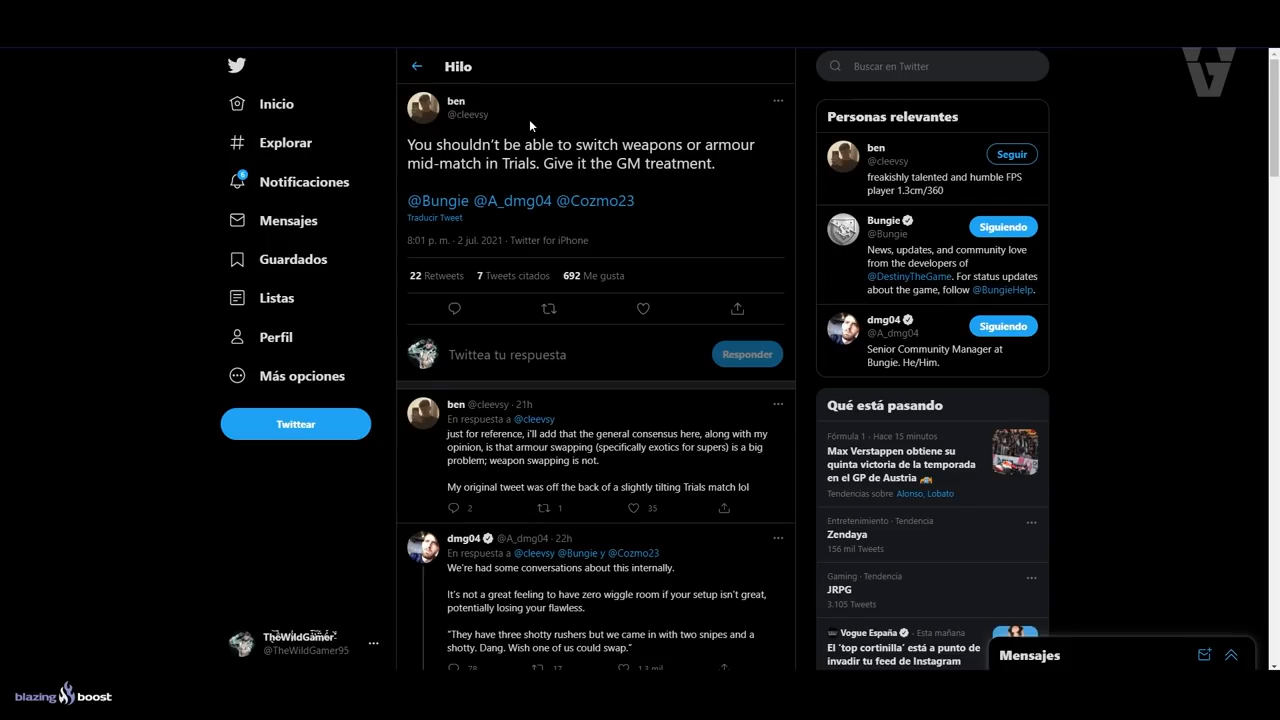 Inicio
Explorar
6
Notificaciones
Mensajes
Guardados
Listas
Perfil
Más opciones
Twittear
TheWildGamer
@TheWildGamer95
Hilo
ben
@cleevsy
You shouldn't be able to switch weapons or armour
mid-match in Trials. Give it the GM treatment.
@Bungie @A_dmg04 @Cozmo23
Traducir Tweet
8:01 p. m. · 2 jul. 2021 · Twitter for iPhone
22 Retweets 7 Tweets citados 692 Me gusta
Twittea tu respuesta
Responder
ben @cleevsy · 21h
En respuesta a @cleevsy
just for reference, i'll add that the general consensus here, along with my
opinion, is that armour swapping (specifically exotics for supers) is a big
problem; weapon swapping is not.
My original tweet was off the back of a slightly tilting Trials match lol
2 1 35
dmg04 @A_dmg04 · 22h
En respuesta a @cleevsy @Bungie y @Cozmo23
We're had some conversations about this internally.
It's not a great feeling to have zero wiggle room if your setup isn't great,
potentially losing your flawless.
"They have three shotty rushers but we came in with two snipes and a
shotty. Dang. Wish one of us could swap."
78 17 1,3 mil
Buscar en Twitter
Personas relevantes
ben
@cleevsy
Seguir
freakishly talented and humble FPS
player 1.3cm/360
Bungie
@Bungie
Siguiendo
News, updates, and community love
from the developers of
@DestinyTheGame. For status updates
about the game, follow @BungieHelp.
dmg04
@A_dmg04
Siguiendo
Senior Community Manager at
Bungie. He/Him.
Qué está pasando
Fórmula 1 · Hace 15 minutos
Max Verstappen obtiene su
quinta victoria de la temporada
en el GP de Austria
Tendencias sobre Alonso, Lobato
Entretenimiento · Tendencia
Zendaya
156 mil Tweets
Gaming · Tendencia
JRPG
3.105 Tweets
Vogue España · Esta mañana
El 'top cortinilla' está a punto de
invadir tu feed de Instagram
Mensajes
blazing boost